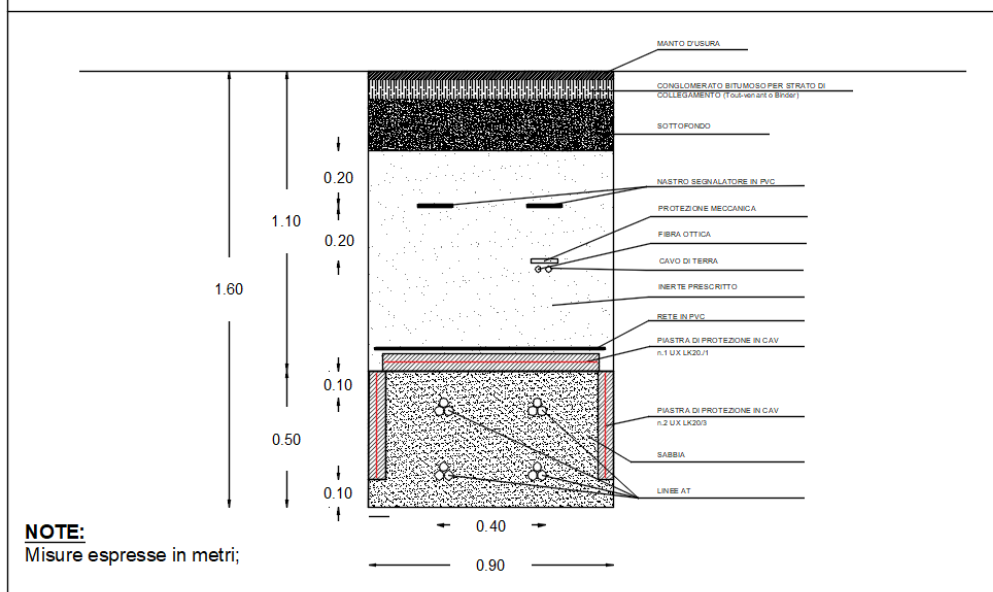 MANTO D'USURA
CONGLOMERATO BITUMOSO PER STRATO DI
COLLEGAMENTO (Tout-venant o Binder)
SOTTOFONDO
0.20
NASTRO SEGNALATORE IN PVC
PROTEZIONE MECCANICA
1.10
FIBRA OTTICA
0.20
CAVO DI TERRA
1.60
INERTE PRESCRITTO
RETE IN PVC
PIASTRA DI PROTEZIONE IN CAV
n.1 UX LK20/1
0.10
PIASTRA DI PROTEZIONE IN CAV
n.2 UX LK20/3
0.50
SABBIA
LINEE AT
0.10
0.40
NOTE:
Misure espresse in metri;
0.90